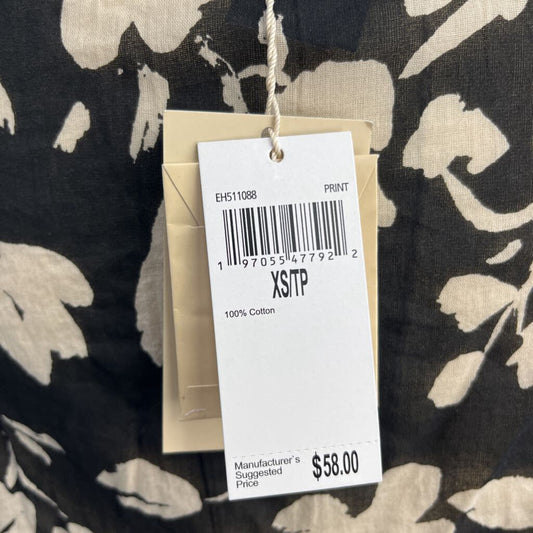 EH511088 PRINT
1 97055 47792 2
XS/TP
100% Cotton
Manufacturer`s
Suggested
Price
$58.00